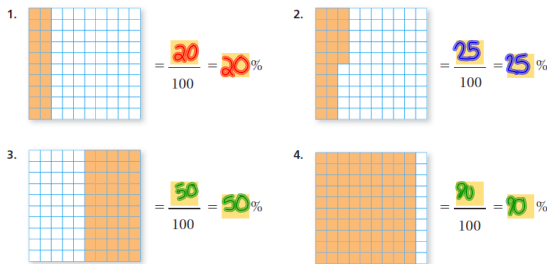 1. = 20/100 = 20%
2. = 25/100 = 25%
3. = 50/100 = 50%
4. = 90/100 = 90%